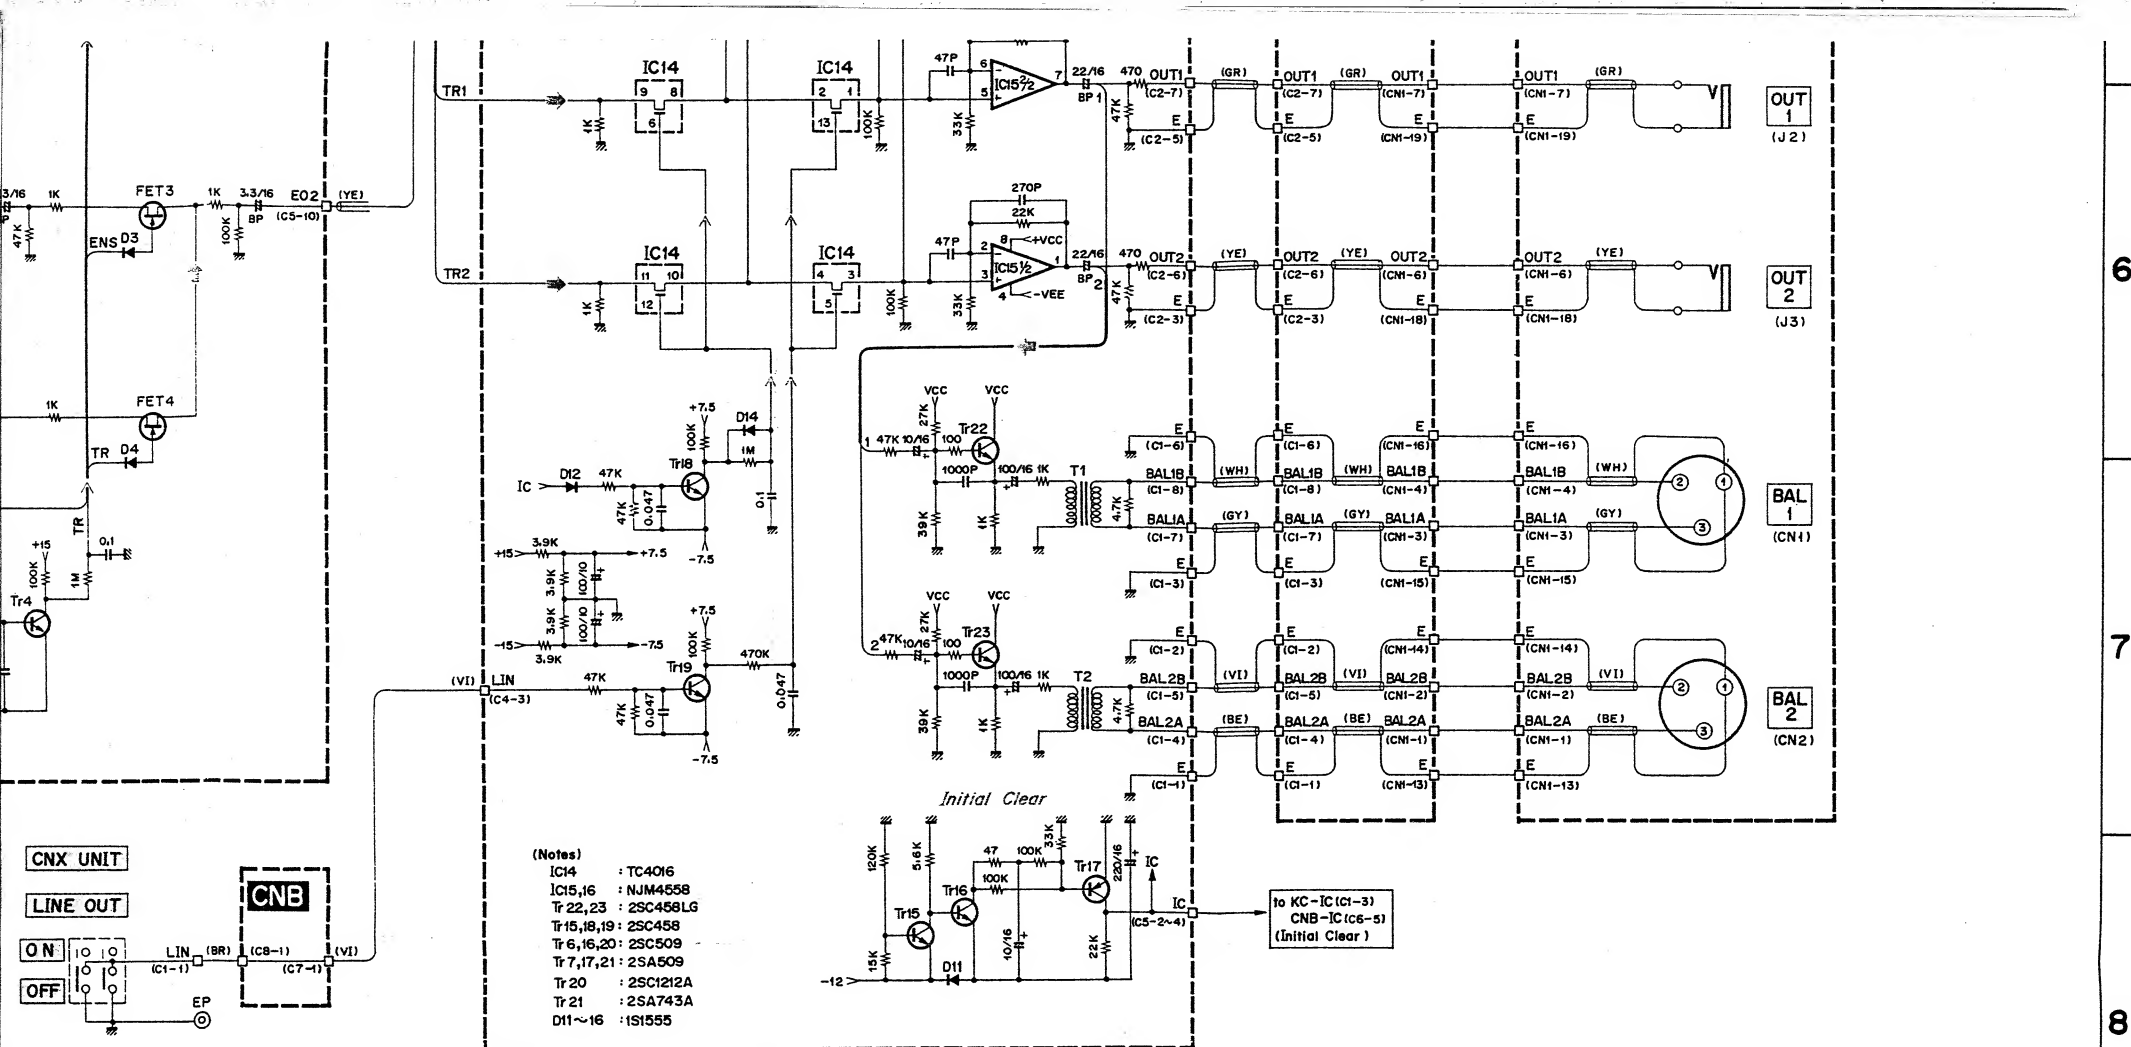 IC14
IC14
TR1
9 8
6
2 1
13
1K
100K
47P
6
7
5
IC15 2/2
33K
22/16
BP 1
470
OUT1
(C2-7)
47K
E
(C2-5)
(GR)
OUT1
(C2-7)
E
(C2-5)
(GR)
OUT1
(CN1-7)
E
(CN1-19)
OUT1
(CN1-7)
E
(CN1-19)
(GR)
OUT
1
(J2)
3/16
P
47K
1K
FET3
ENS
D3
1K
100K
3.3/16
BP
EO2
(C5-10)
(YE)
TR2
1K
IC14
11 10
12
IC14
4 3
5
100K
47P
270P
22K
8
+VCC
2
1
3
IC15 1/2
4
-VEE
33K
22/16
BP 2
470
OUT2
(C2-6)
47K
E
(C2-3)
(YE)
OUT2
(C2-6)
E
(C2-3)
(YE)
OUT2
(CN1-6)
E
(CN1-18)
OUT2
(CN1-6)
E
(CN1-18)
(YE)
OUT
2
(J3)
6
1K
FET4
TR
D4
TR
+15
100K
1M
0.1
Tr4
IC
D12
47K
47K
0.047
Tr18
+7.5
100K
D14
1M
0.1
-7.5
+15
3.9K
+7.5
3.9K
100/10
3.9K
100/10
-15
3.9K
-7.5
(VI)
LIN
(C4-3)
47K
47K
0.047
Tr19
+7.5
100K
470K
0.047
-7.5
1
47K
10/16
VCC
27K
100
Tr22
VCC
1000P
39K
1K
100/16
1K
T1
4.7K
E
(C1-6)
BAL1B
(C1-8)
BAL1A
(C1-7)
E
(C1-3)
(WH)
(GY)
E
(C1-6)
BAL1B
(C1-8)
BAL1A
(C1-7)
E
(C1-3)
(WH)
(GY)
E
(CN1-16)
BAL1B
(CN1-4)
BAL1A
(CN1-3)
E
(CN1-15)
E
(CN1-16)
BAL1B
(CN1-4)
BAL1A
(CN1-3)
E
(CN1-15)
(WH)
(GY)
2
1
3
BAL
1
(CN1)
2
47K
10/16
VCC
27K
100
Tr23
VCC
1000P
39K
1K
100/16
1K
T2
4.7K
E
(C1-2)
BAL2B
(C1-5)
BAL2A
(C1-4)
E
(C1-1)
(VI)
(BE)
E
(C1-2)
BAL2B
(C1-5)
BAL2A
(C1-4)
E
(C1-1)
(VI)
(BE)
E
(CN1-14)
BAL2B
(CN1-2)
BAL2A
(CN1-1)
E
(CN1-13)
E
(CN1-14)
BAL2B
(CN1-2)
BAL2A
(CN1-1)
E
(CN1-13)
(VI)
(BE)
2
1
3
BAL
2
(CN2)
7
Initial Clear
120K
15K
5.6K
Tr15
Tr16
D11
-12
47
100K
100K
10/16
33K
Tr17
22K
220/16
IC
IC
(C5-2~4)
to KC-IC(C1-3)
CNB-IC(C6-5)
(Initial Clear)
CNX UNIT
LINE OUT
ON
OFF
LIN
(C1-1)
(BR)
EP
CNB
(C8-1)
(C7-1)
(VI)
(Notes)
IC14 : TC4016
IC15,16 : NJM4558
Tr22,23 : 2SC458LG
Tr15,18,19 : 2SC458
Tr6,16,20 : 2SC509
Tr7,17,21 : 2SA509
Tr20 : 2SC1212A
Tr21 : 2SA743A
D11~16 : 1S1555
8